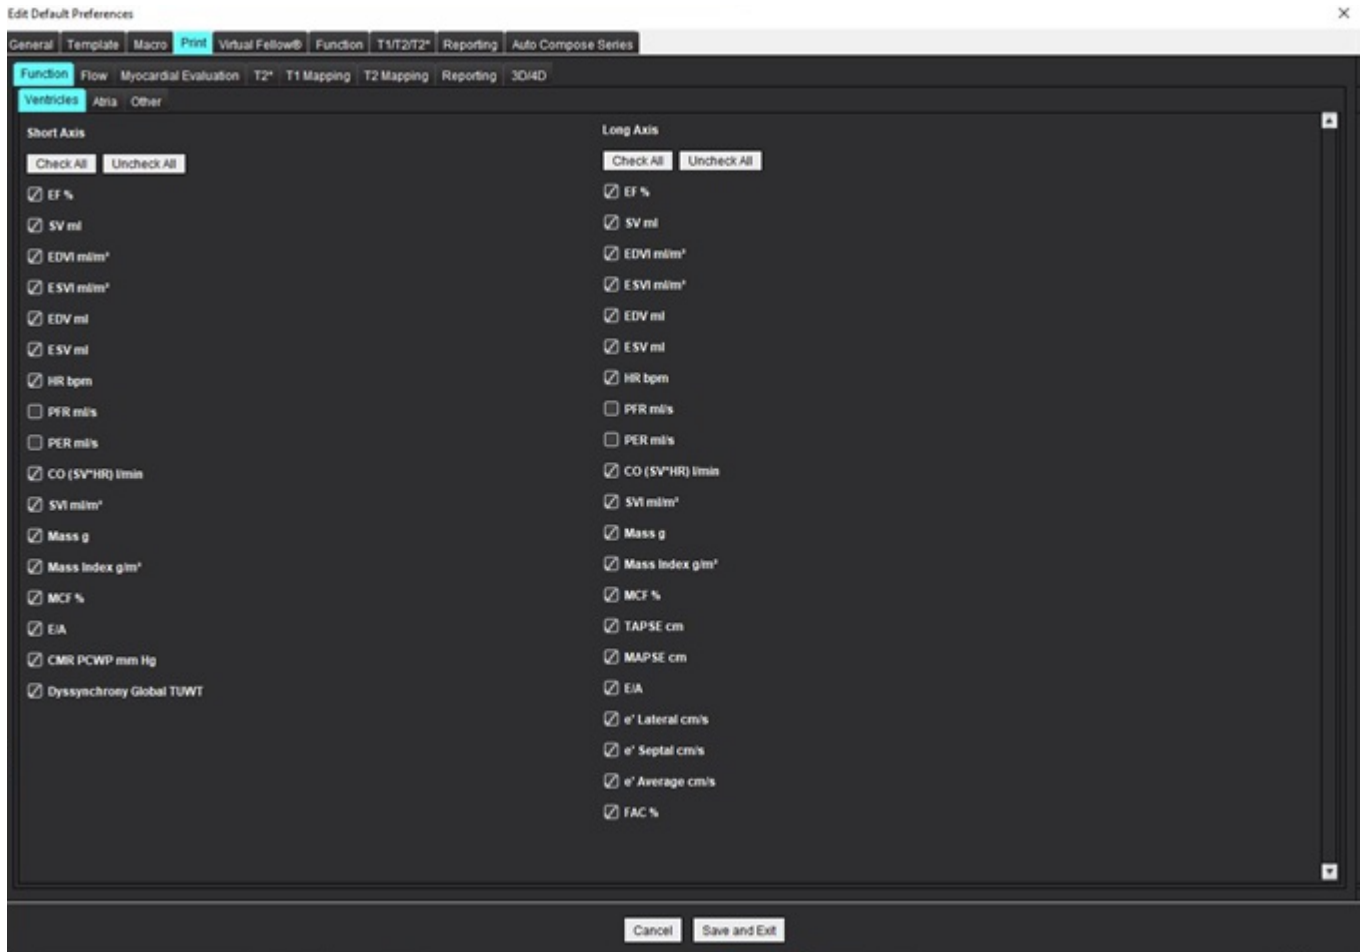 Edit Default Preferences
General Template Macro Print Virtual Fellow® Function T1/T2/T2* Reporting Auto Compose Series
Function Flow Myocardial Evaluation T2* T1 Mapping T2 Mapping Reporting 3D/4D
Ventricles Atria Other
Short Axis
Check All Uncheck All
EF %
SV ml
EDVI ml/m²
ESVI ml/m²
EDV ml
ESV ml
HR bpm
PFR ml/s
PER ml/s
CO (SV*HR) l/min
SVI ml/m²
Mass g
Mass Index g/m²
MCF %
E/A
CMR PCWP mm Hg
Dyssynchrony Global TUWT
Long Axis
Check All Uncheck All
EF %
SV ml
EDVI ml/m²
ESVI ml/m²
EDV ml
ESV ml
HR bpm
PFR ml/s
PER ml/s
CO (SV*HR) l/min
SVI ml/m²
Mass g
Mass Index g/m²
MCF %
TAPSE cm
MAPSE cm
E/A
e' Lateral cm/s
e' Septal cm/s
e' Average cm/s
FAC %
Cancel Save and Exit